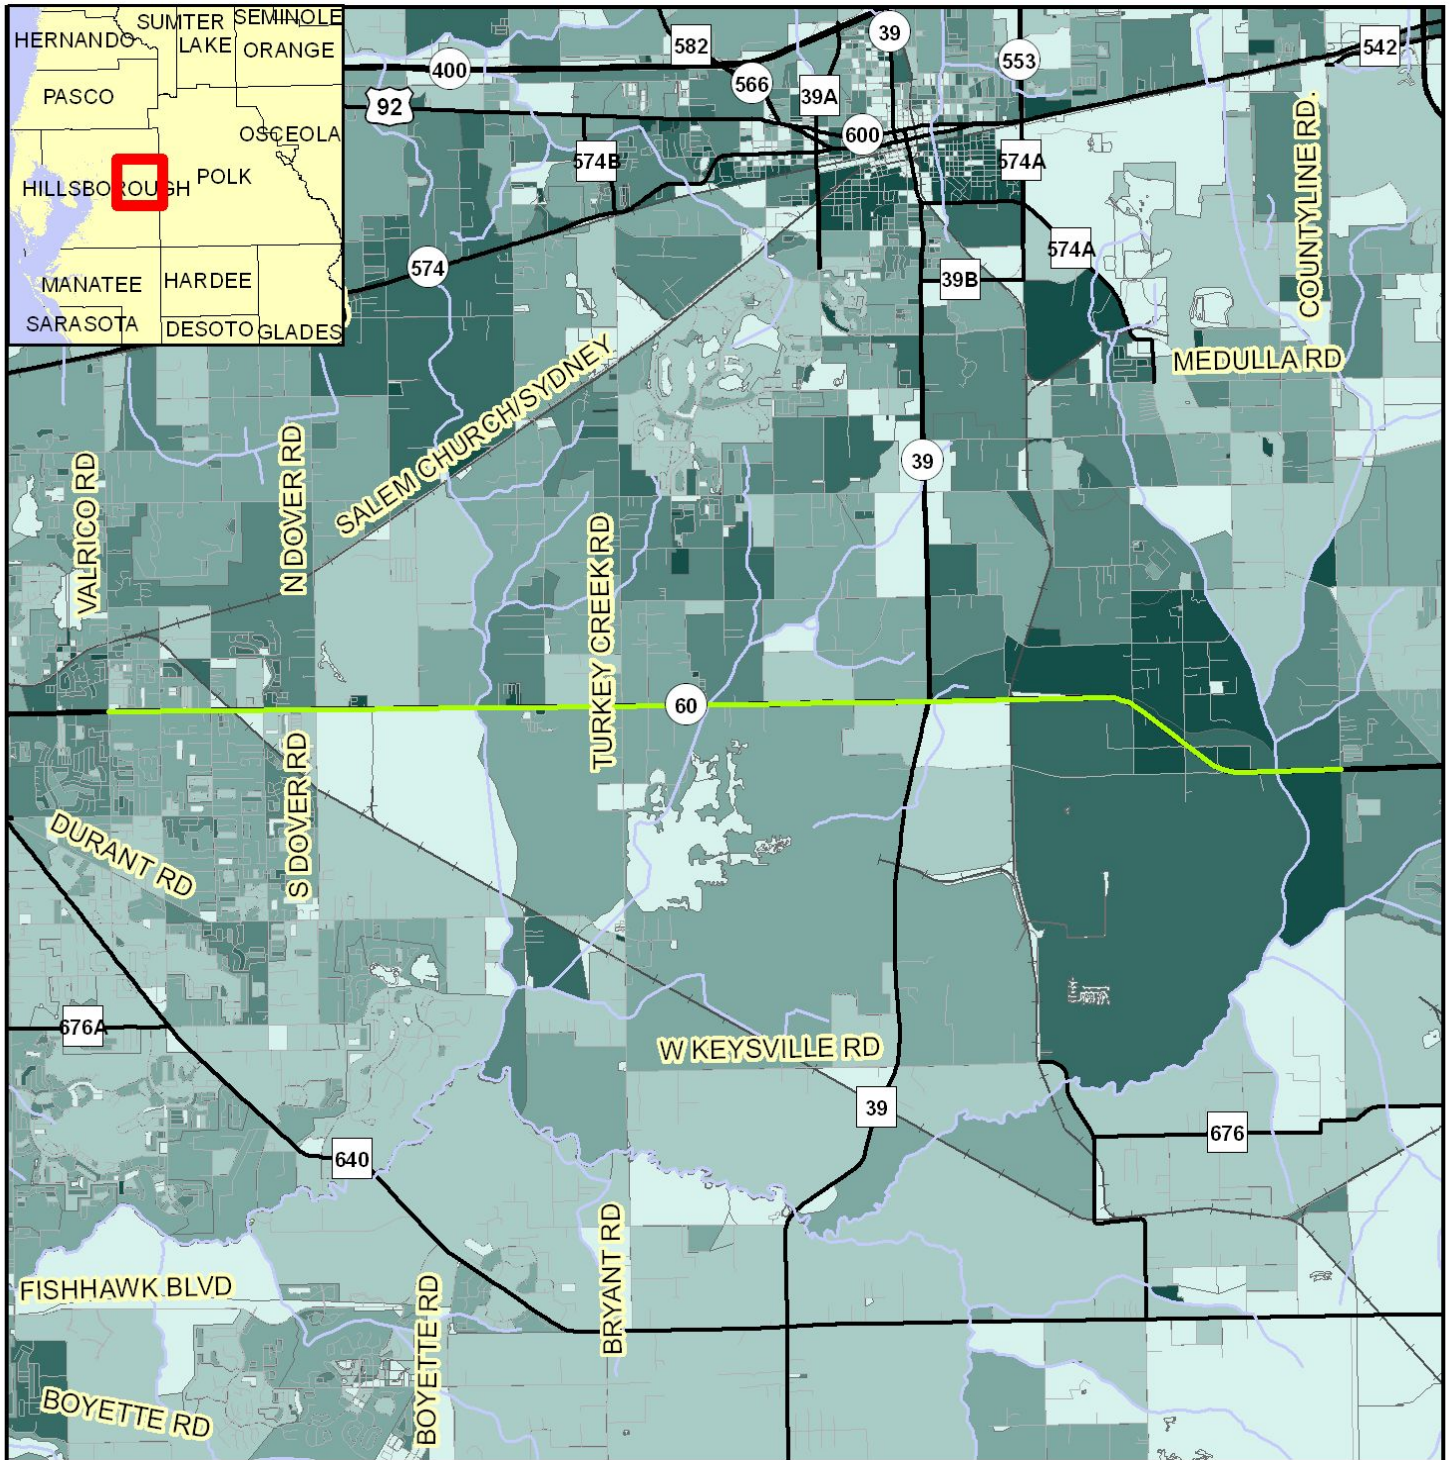 SUMTER
SEMINOLE
HERNANDO
LAKE
ORANGE
PASCO
OSCEOLA
HILLSBOROUGH
POLK
MANATEE
HARDEE
SARASOTA
DESOTO
GLADES
39
582
542
400
553
566
39A
92
600
574B
574A
COUNTYLINE RD.
574A
574
39B
MEDULLA RD
SALEM CHURCH/SYDNEY
VALRICO RD
N DOVER RD
39
TURKEY CREEK RD
60
S DOVER RD
DURANT RD
676A
W KEYSVILLE RD
39
676
640
BRYANT RD
FISHHAWK BLVD
BOYETTE RD
BOYETTE RD